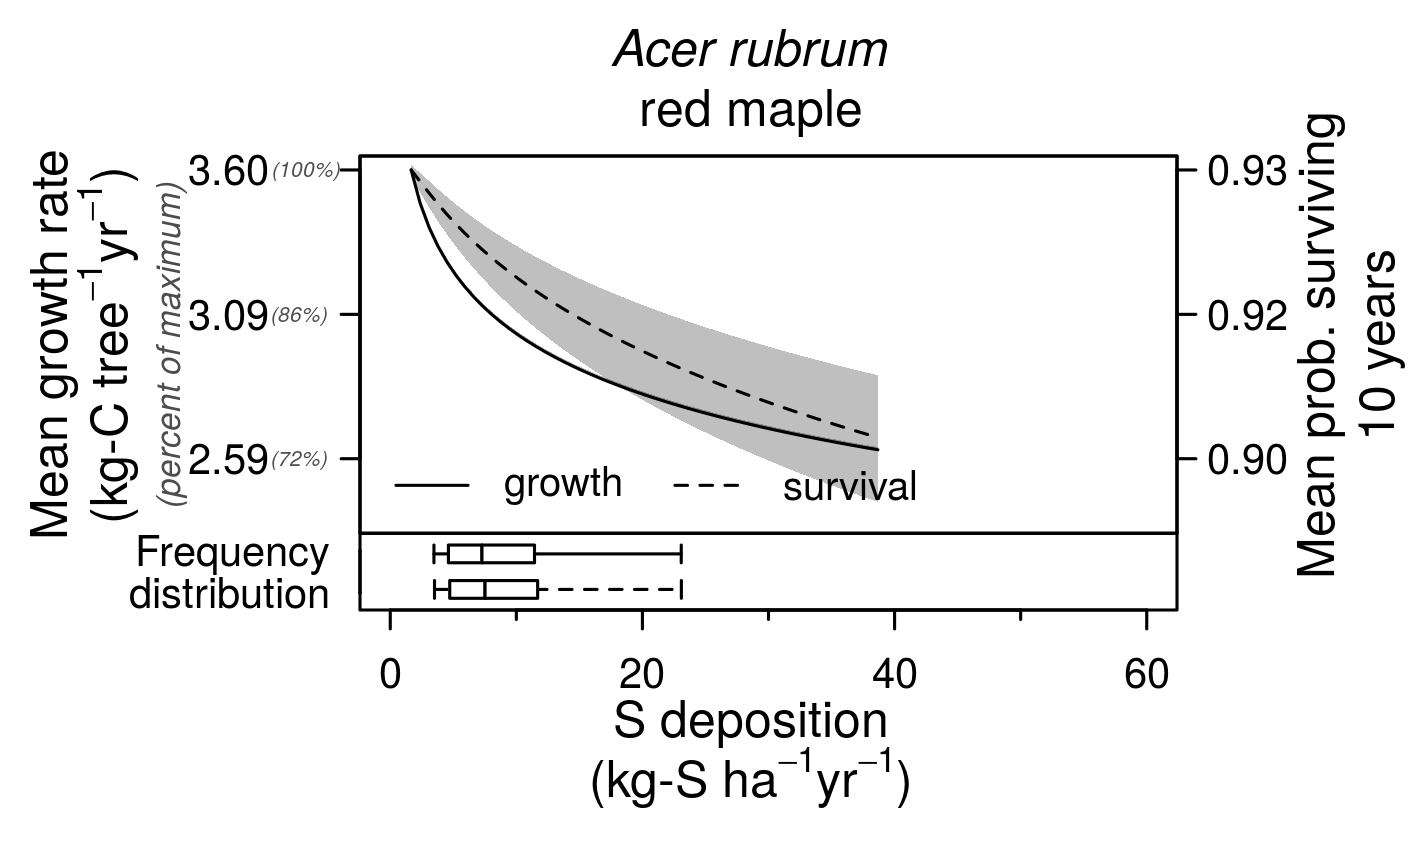 Acer rubrum
red maple
Mean growth rate
(kg-C tree⁻¹yr⁻¹)
(percent of maximum)
3.60 (100%)
3.09 (86%)
2.59 (72%)
0.93
0.92
0.90
Mean prob. surviving
10 years
growth survival
Frequency
distribution
0 20 40 60
S deposition
(kg-S ha⁻¹yr⁻¹)